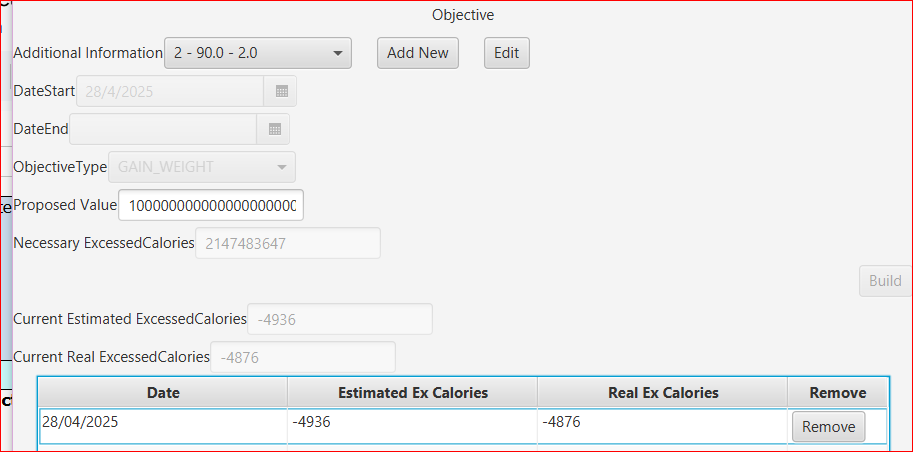 Objective
Additional Information 2 - 90.0 - 2.0 Add New Edit
DateStart 28/4/2025
DateEnd
ObjectiveType GAIN_WEIGHT
Necessary ExcessedCalories 2147483647
Proposed Value
Build
Current Estimated ExcessedCalories -4936
Current Real ExcessedCalories -4876
Date Estimated Ex Calories Real Ex Calories Remove
28/04/2025 -4936 -4876 Remove